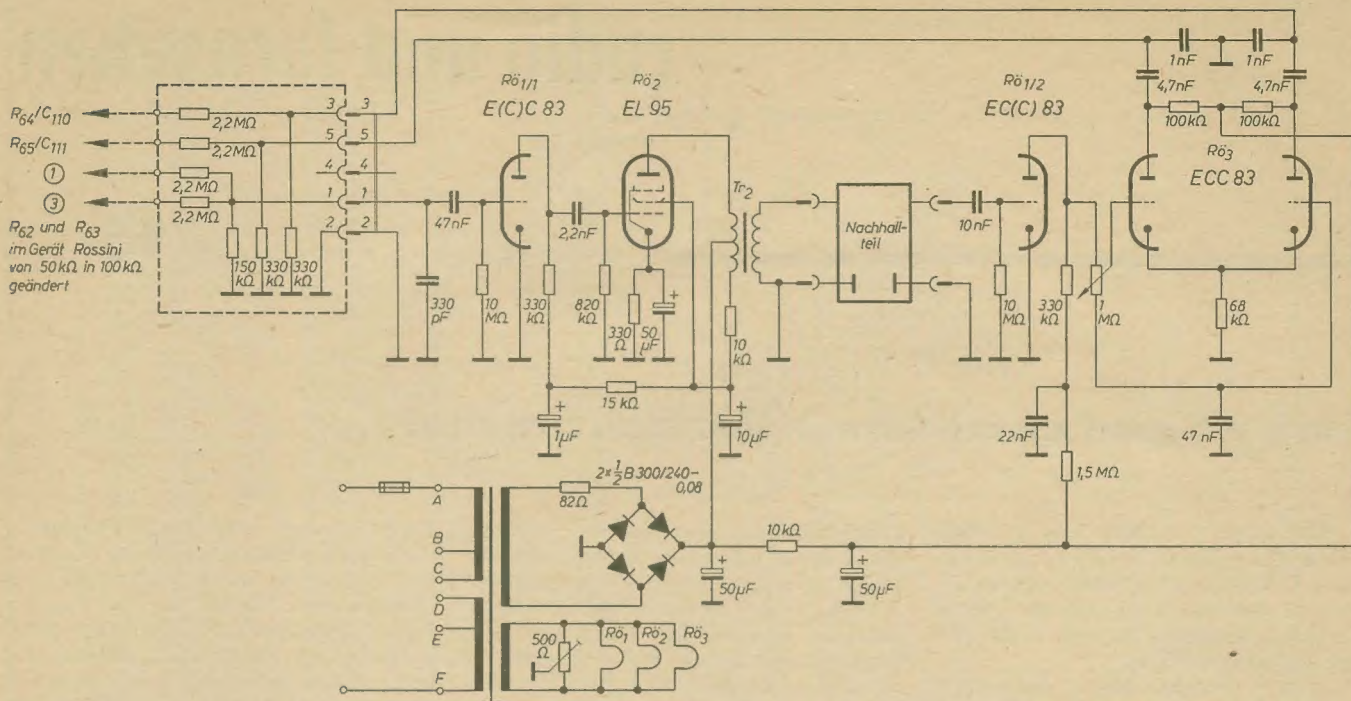 1nF
1nF
4,7nF
4,7nF
100kΩ
100kΩ
Rö1/1
E(C)C 83
Rö2
EL 95
Rö1/2
EC(C) 83
Rö3
ECC 83
R64/C110
2,2MΩ
3
3
R65/C111
2,2MΩ
5
5
①
2,2MΩ
4
4
③
2,2MΩ
1
1
2
2
R62 und R63
im Gerät Rossini
von 50kΩ in 100kΩ
geändert
150
kΩ
330
kΩ
330
kΩ
47nF
330
pF
10
MΩ
330
kΩ
2,2nF
820
kΩ
330
Ω
50
µF
+
Tr2
10
kΩ
Nachhall-
teil
10nF
10
MΩ
330
kΩ
1
MΩ
68
kΩ
15 kΩ
+
1µF
+
10µF
22nF
47 nF
1,5 MΩ
2×½B300/240-
0,08
82Ω
A
B
C
D
E
F
10kΩ
+
50µF
+
50µF
500
Ω
Rö1
Rö2
Rö3